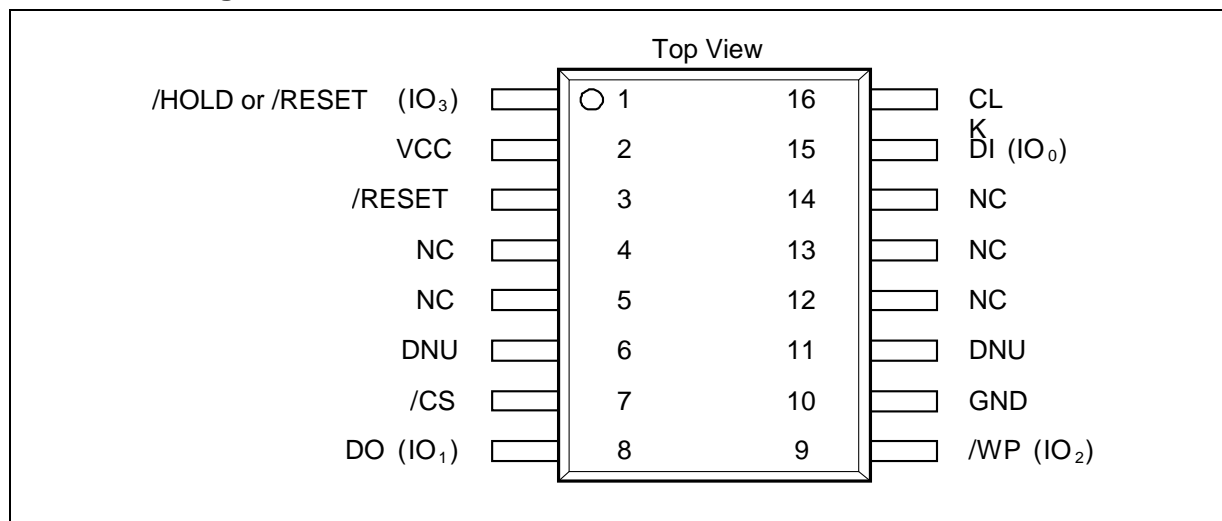 Top View
/HOLD or /RESET (IO₃) 1 16 CL
K
VCC 2 15 DI (IO₀)
/RESET 3 14 NC
NC 4 13 NC
NC 5 12 NC
DNU 6 11 DNU
/CS 7 10 GND
DO (IO₁) 8 9 /WP (IO₂)